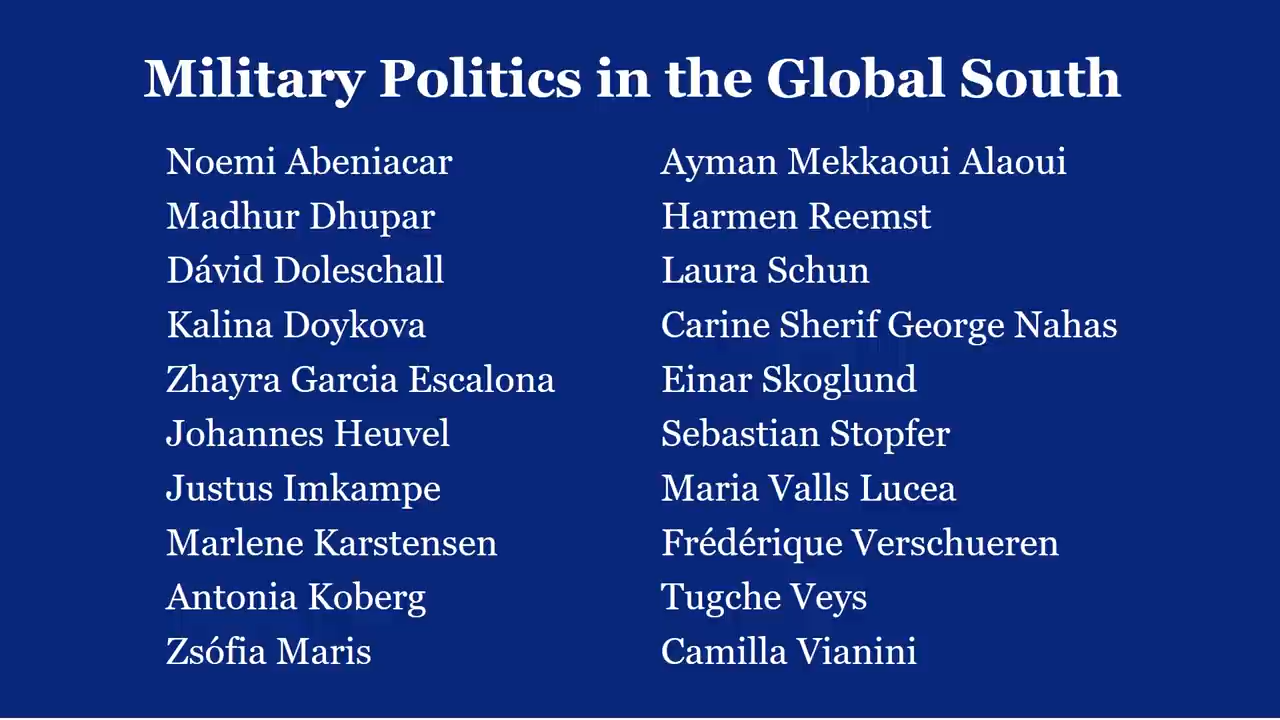 Military Politics in the Global South
Noemi Abeniacar
Madhur Dhupar
Dávid Doleschall
Kalina Doykova
Zhayra Garcia Escalona
Johannes Heuvel
Justus Imkampe
Marlene Karstensen
Antonia Koberg
Zsófia Maris
Ayman Mekkaoui Alaoui
Harmen Reemst
Laura Schun
Carine Sherif George Nahas
Einar Skoglund
Sebastian Stopfer
Maria Valls Lucea
Frédérique Verschueren
Tugche Veys
Camilla Vianini